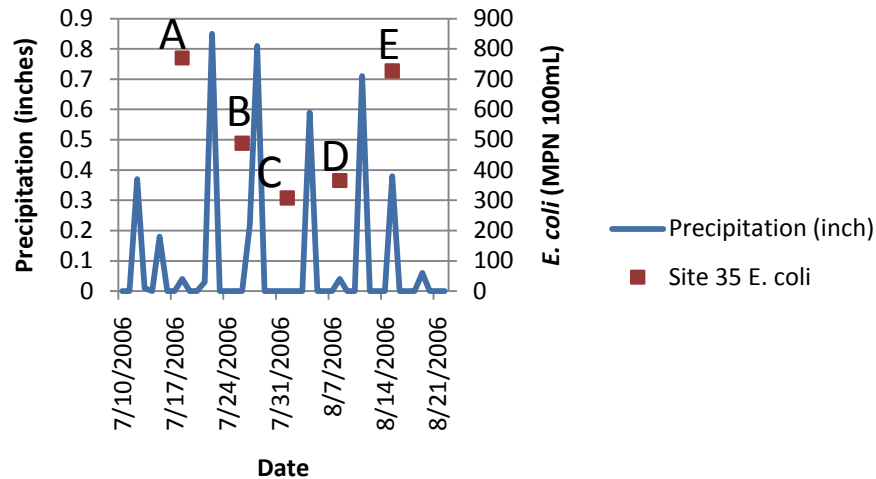 Precipitation (inches)
0.9
0.8
0.7
0.6
0.5
0.4
0.3
0.2
0.1
0
A
B
C
D
E
900
800
700
600
500
400
300
200
100
0
E. coli (MPN 100mL)
7/10/2006
7/17/2006
7/24/2006
7/31/2006
8/7/2006
8/14/2006
8/21/2006
Date
Precipitation (inch)
Site 35 E. coli